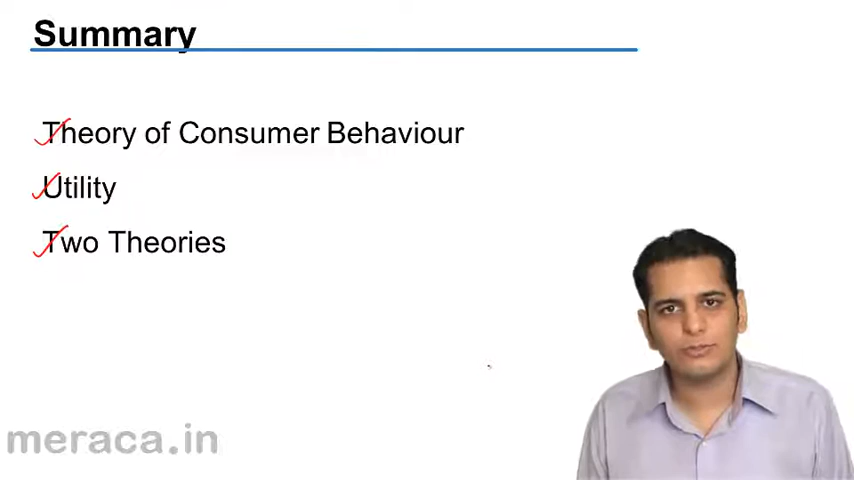 Summary
Theory of Consumer Behaviour
Utility
Two Theories
meraca.in